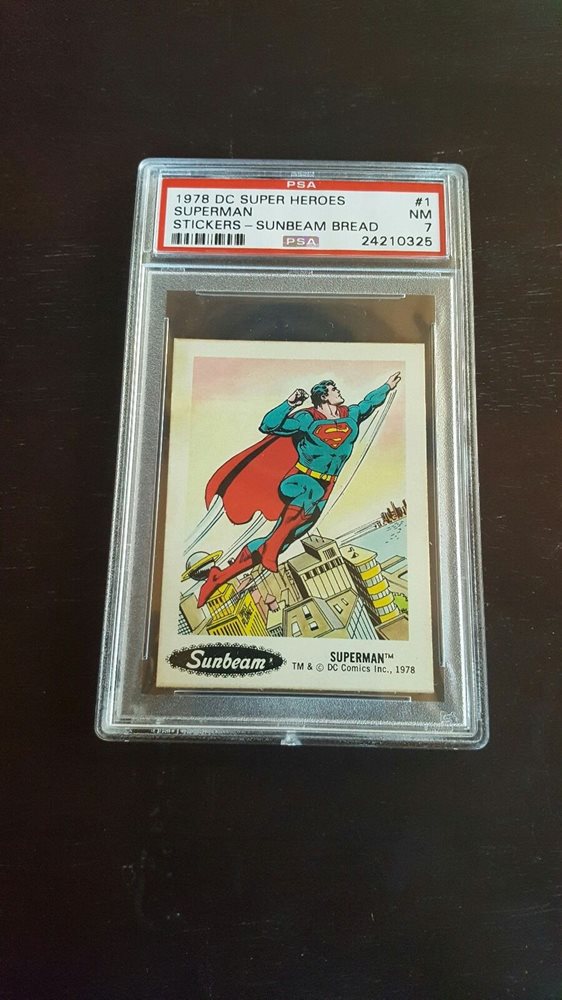 PSA
1978 DC SUPER HEROES #1
SUPERMAN NM
STICKERS - SUNBEAM BREAD 7
PSA 24210325
S
Sunbeam® SUPERMAN™
TM & © DC Comics Inc., 1978